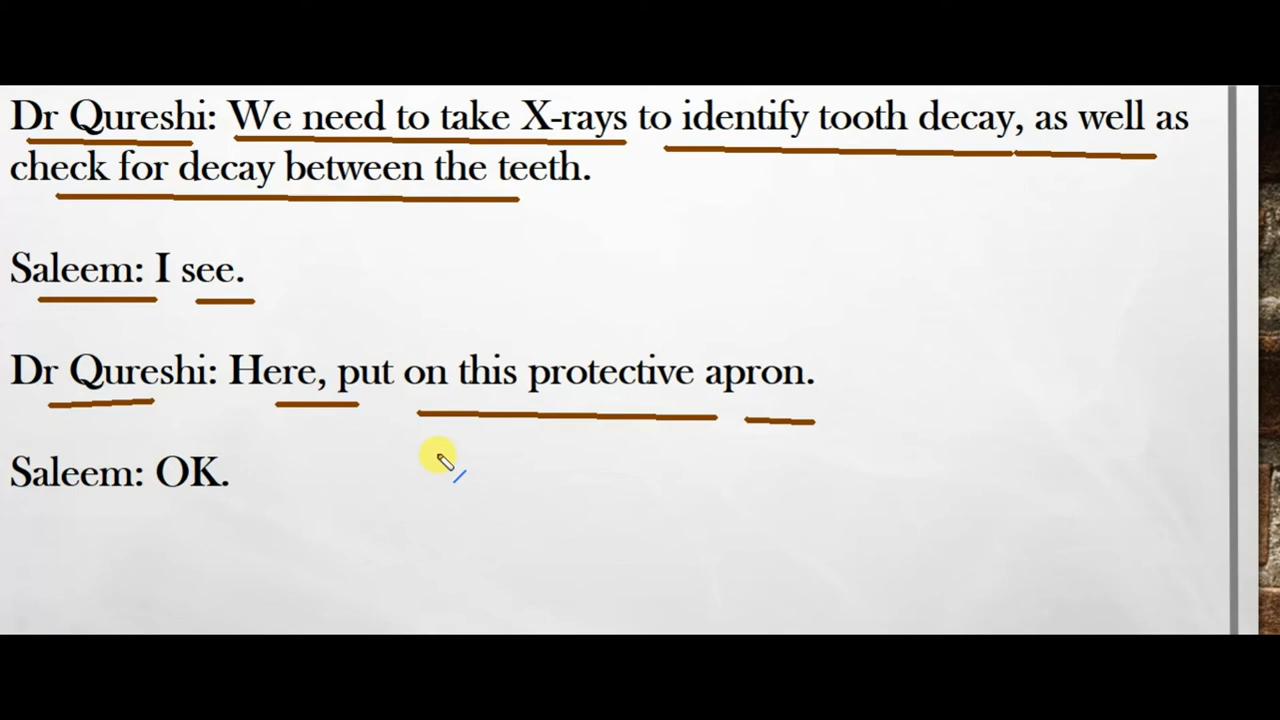 Dr Qureshi: We need to take X-rays to identify tooth decay, as well as
check for decay between the teeth.
Saleem: I see.
Dr Qureshi: Here, put on this protective apron.
Saleem: OK.